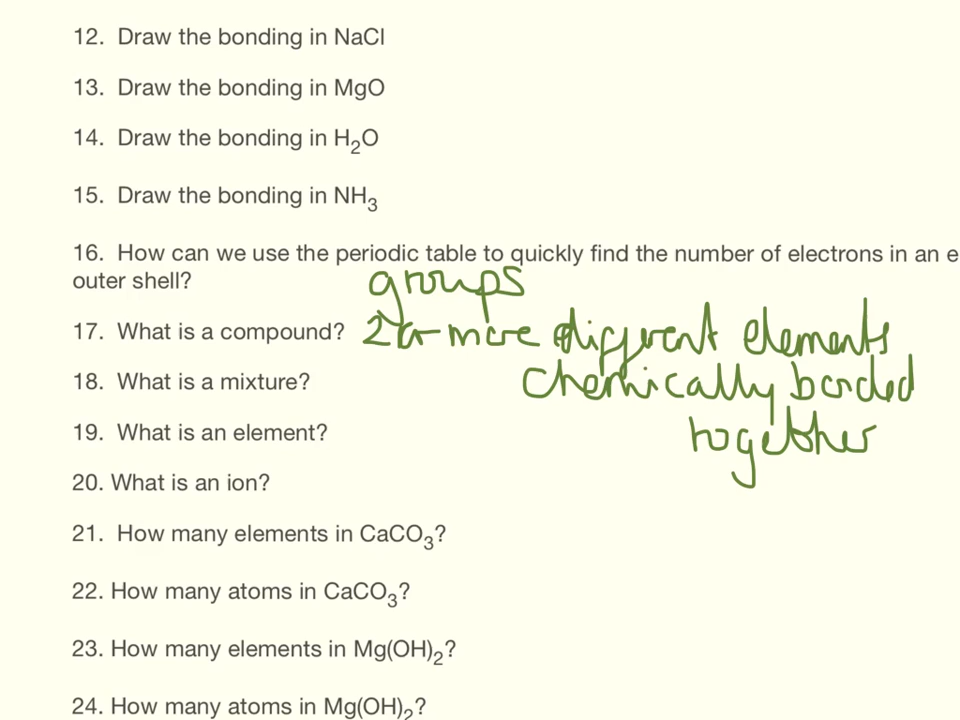 12. Draw the bonding in NaCl
13. Draw the bonding in MgO
14. Draw the bonding in H₂O
15. Draw the bonding in NH₃
16. How can we use the periodic table to quickly find the number of electrons in an e
outer shell?
groups
17. What is a compound? 2 or more different elements
18. What is a mixture? chemically bonded
19. What is an element? together
20. What is an ion?
21. How many elements in CaCO₃?
22. How many atoms in CaCO₃?
23. How many elements in Mg(OH)₂?
24. How many atoms in Mg(OH)₂?